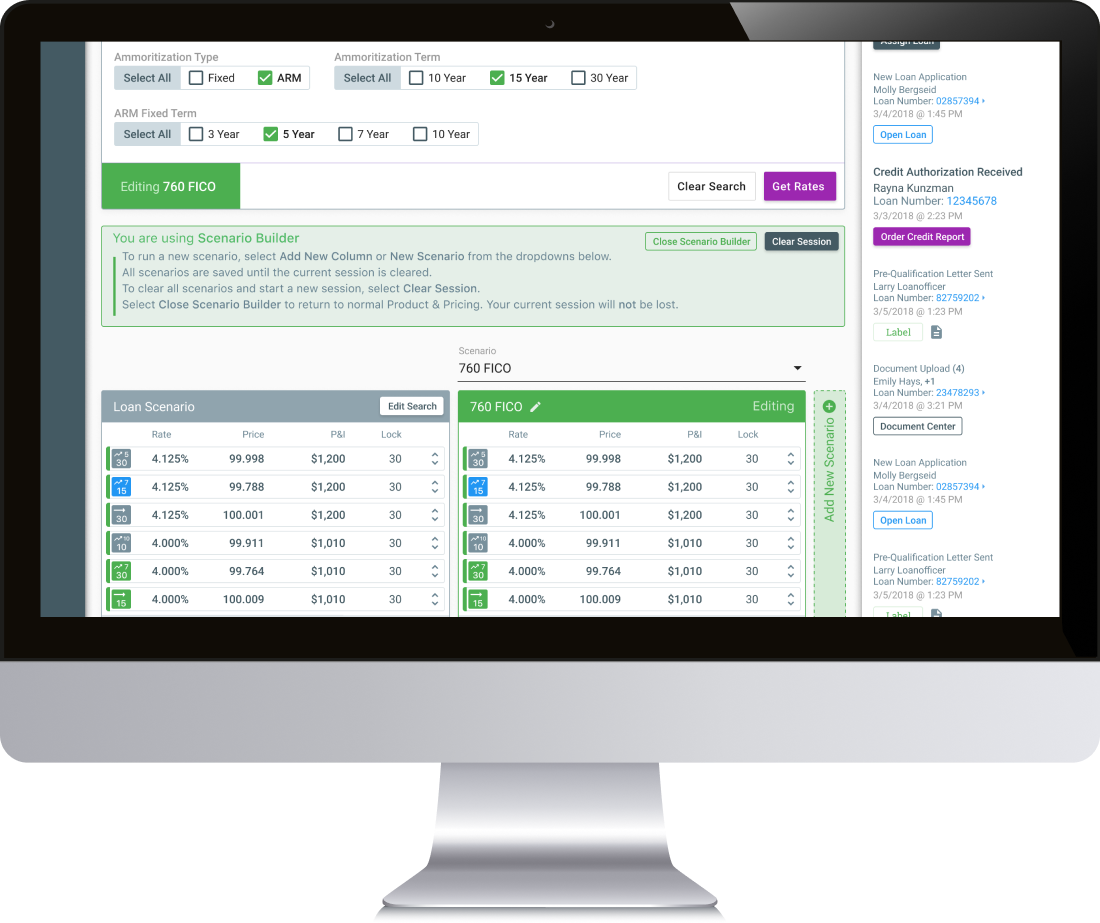 Ammoritization Type
Ammoritization Term
Select All Fixed ARM
Select All 10 Year 15 Year 30 Year
ARM Fixed Term
Select All 3 Year 5 Year 7 Year 10 Year
Editing 760 FICO
Clear Search
Get Rates
You are using Scenario Builder
Close Scenario Builder
Clear Session
To run a new scenario, select Add New Column or New Scenario from the dropdowns below.
All scenarios are saved until the current session is cleared.
To clear all scenarios and start a new session, select Clear Session.
Select Close Scenario Builder to return to normal Product & Pricing. Your current session will not be lost.
Scenario
760 FICO
Loan Scenario
Edit Search
Rate Price P&I Lock
5
30 4.125% 99.998 $1,200 30
7
15 4.125% 99.788 $1,200 30
30 4.125% 100.001 $1,200 30
10
10 4.000% 99.911 $1,010 30
7
30 4.000% 99.764 $1,010 30
15 4.000% 100.009 $1,010 30
760 FICO
Editing
Rate Price P&I Lock
5
30 4.125% 99.998 $1,200 30
7
15 4.125% 99.788 $1,200 30
30 4.125% 100.001 $1,200 30
10
10 4.000% 99.911 $1,010 30
7
30 4.000% 99.764 $1,010 30
15 4.000% 100.009 $1,010 30
Add New Scenario
Assign Loan
New Loan Application
Molly Bergseid
Loan Number: 02857394
3/4/2018 @ 1:45 PM
Open Loan
Credit Authorization Received
Rayna Kunzman
Loan Number: 12345678
3/3/2018 @ 2:23 PM
Order Credit Report
Pre-Qualification Letter Sent
Larry Loanofficer
Loan Number: 82759202
3/5/2018 @ 1:23 PM
Label
Document Upload (4)
Emily Hays, +1
Loan Number: 23478293
3/4/2018 @ 3:21 PM
Document Center
New Loan Application
Molly Bergseid
Loan Number: 02857394
3/4/2018 @ 1:45 PM
Open Loan
Pre-Qualification Letter Sent
Larry Loanofficer
Loan Number: 82759202
3/5/2018 @ 1:23 PM
Label